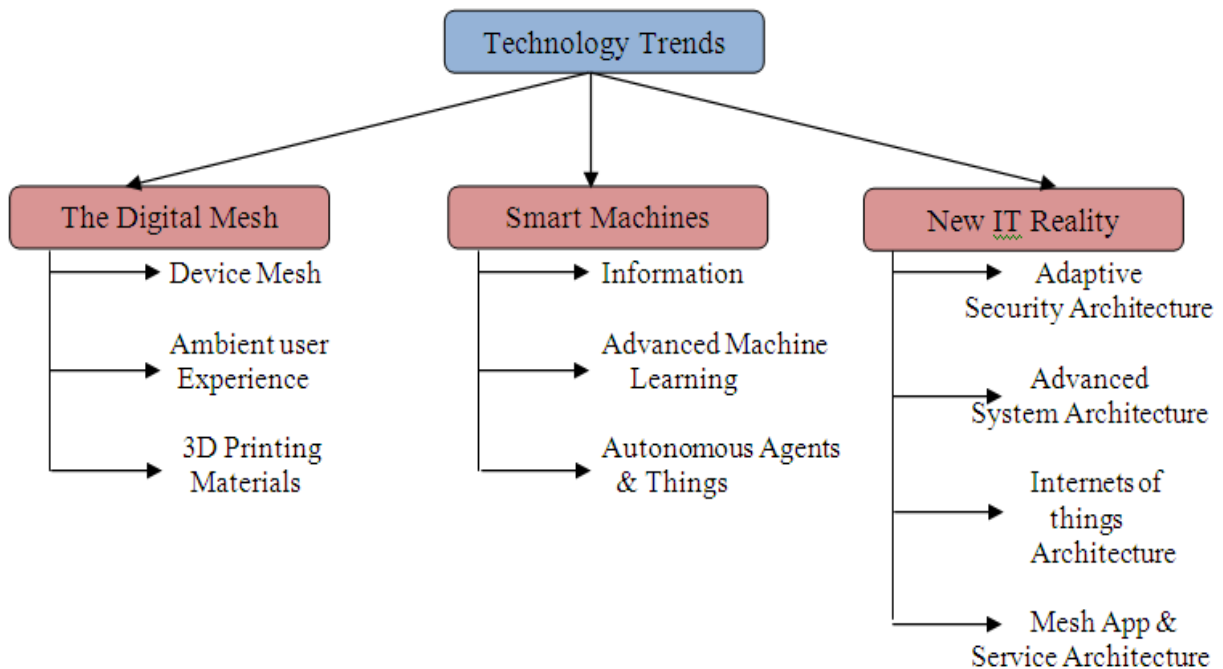 Technology Trends
The Digital Mesh
Device Mesh
Ambient user
Experience
3D Printing
Materials
Smart Machines
Information
Advanced Machine
Learning
Autonomous Agents
& Things
New IT Reality
Adaptive
Security Architecture
Advanced
System Architecture
Internets of
things
Architecture
Mesh App &
Service Architecture